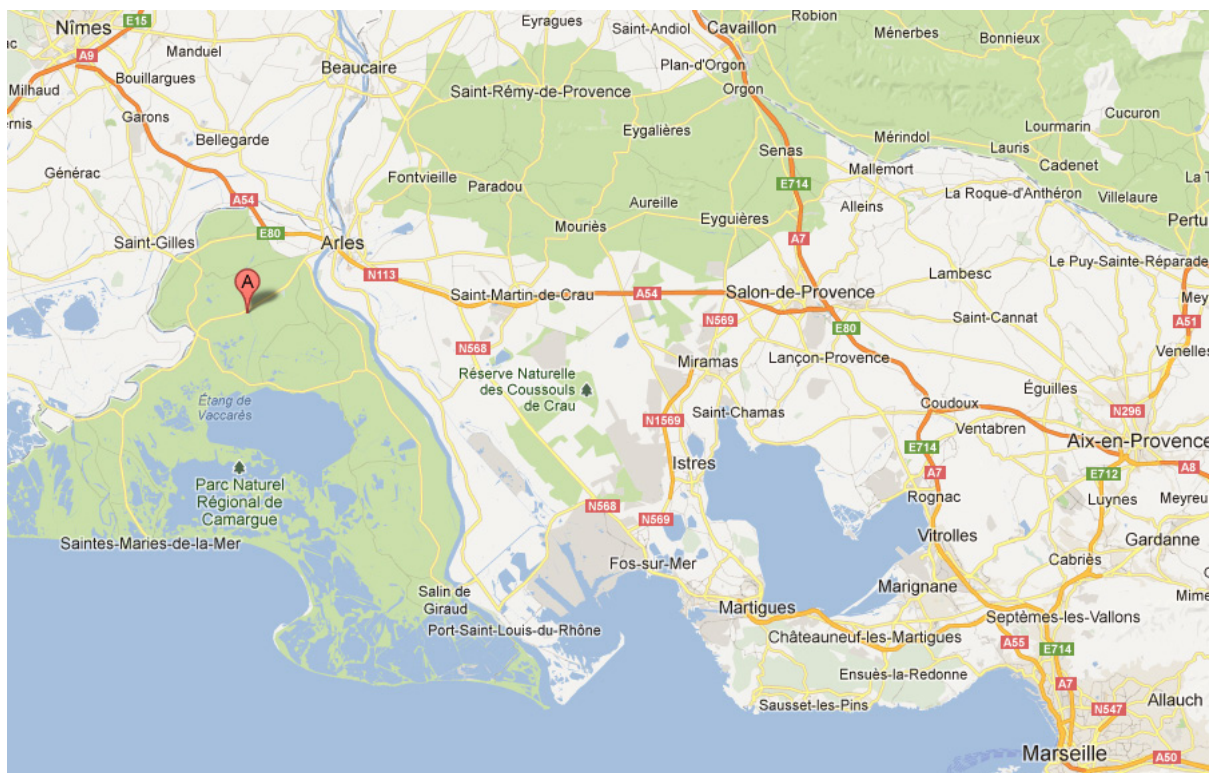 E15
Nîmes
Eyragues
Saint-Andiol
Cavaillon
Robion
Ménerbes
Bonnieux
A9
Manduel
Beaucaire
Plan-d'Orgon
Milhaud
Bouillargues
Saint-Rémy-de-Provence
Orgon
Garons
Cucuron
Eygalières
Lourmarin
Bellegarde
Mérindol
Lauris
Senas
Cadenet
Générac
Fontvieille
Paradou
E714
Mallemort
La Roque-d'Anthéron
Villelaure
A54
Aureille
Alleins
Mouriès
Eyguières
E80
A7
Saint-Gilles
Arles
Le Puy-Sainte-Réparade
N113
Lambesc
A
Saint-Martin-de-Crau
A54
Salon-de-Provence
N569
E80
Saint-Cannat
A51
N568
Miramas
Lançon-Provence
Venelles
Réserve Naturelle
des Coussouls
de Crau
Éguilles
Étang de
Vaccarès
N1569
Saint-Chamas
Coudoux
N296
Ventabren
Aix-en-Provence
E714
Istres
A7
E712
A8
Parc Naturel
Régional de
Camargue
Rognac
Luynes
N568
N569
Saintes-Maries-de-la-Mer
Vitrolles
Gardanne
Fos-sur-Mer
Cabriès
Salin de
Giraud
Marignane
Martigues
Septèmes-les-Vallons
Port-Saint-Louis-du-Rhône
Châteauneuf-les-Martigues
A55
E714
Ensuès-la-Redonne
A7
Sausset-les-Pins
N547
Allauch
Marseille
A50